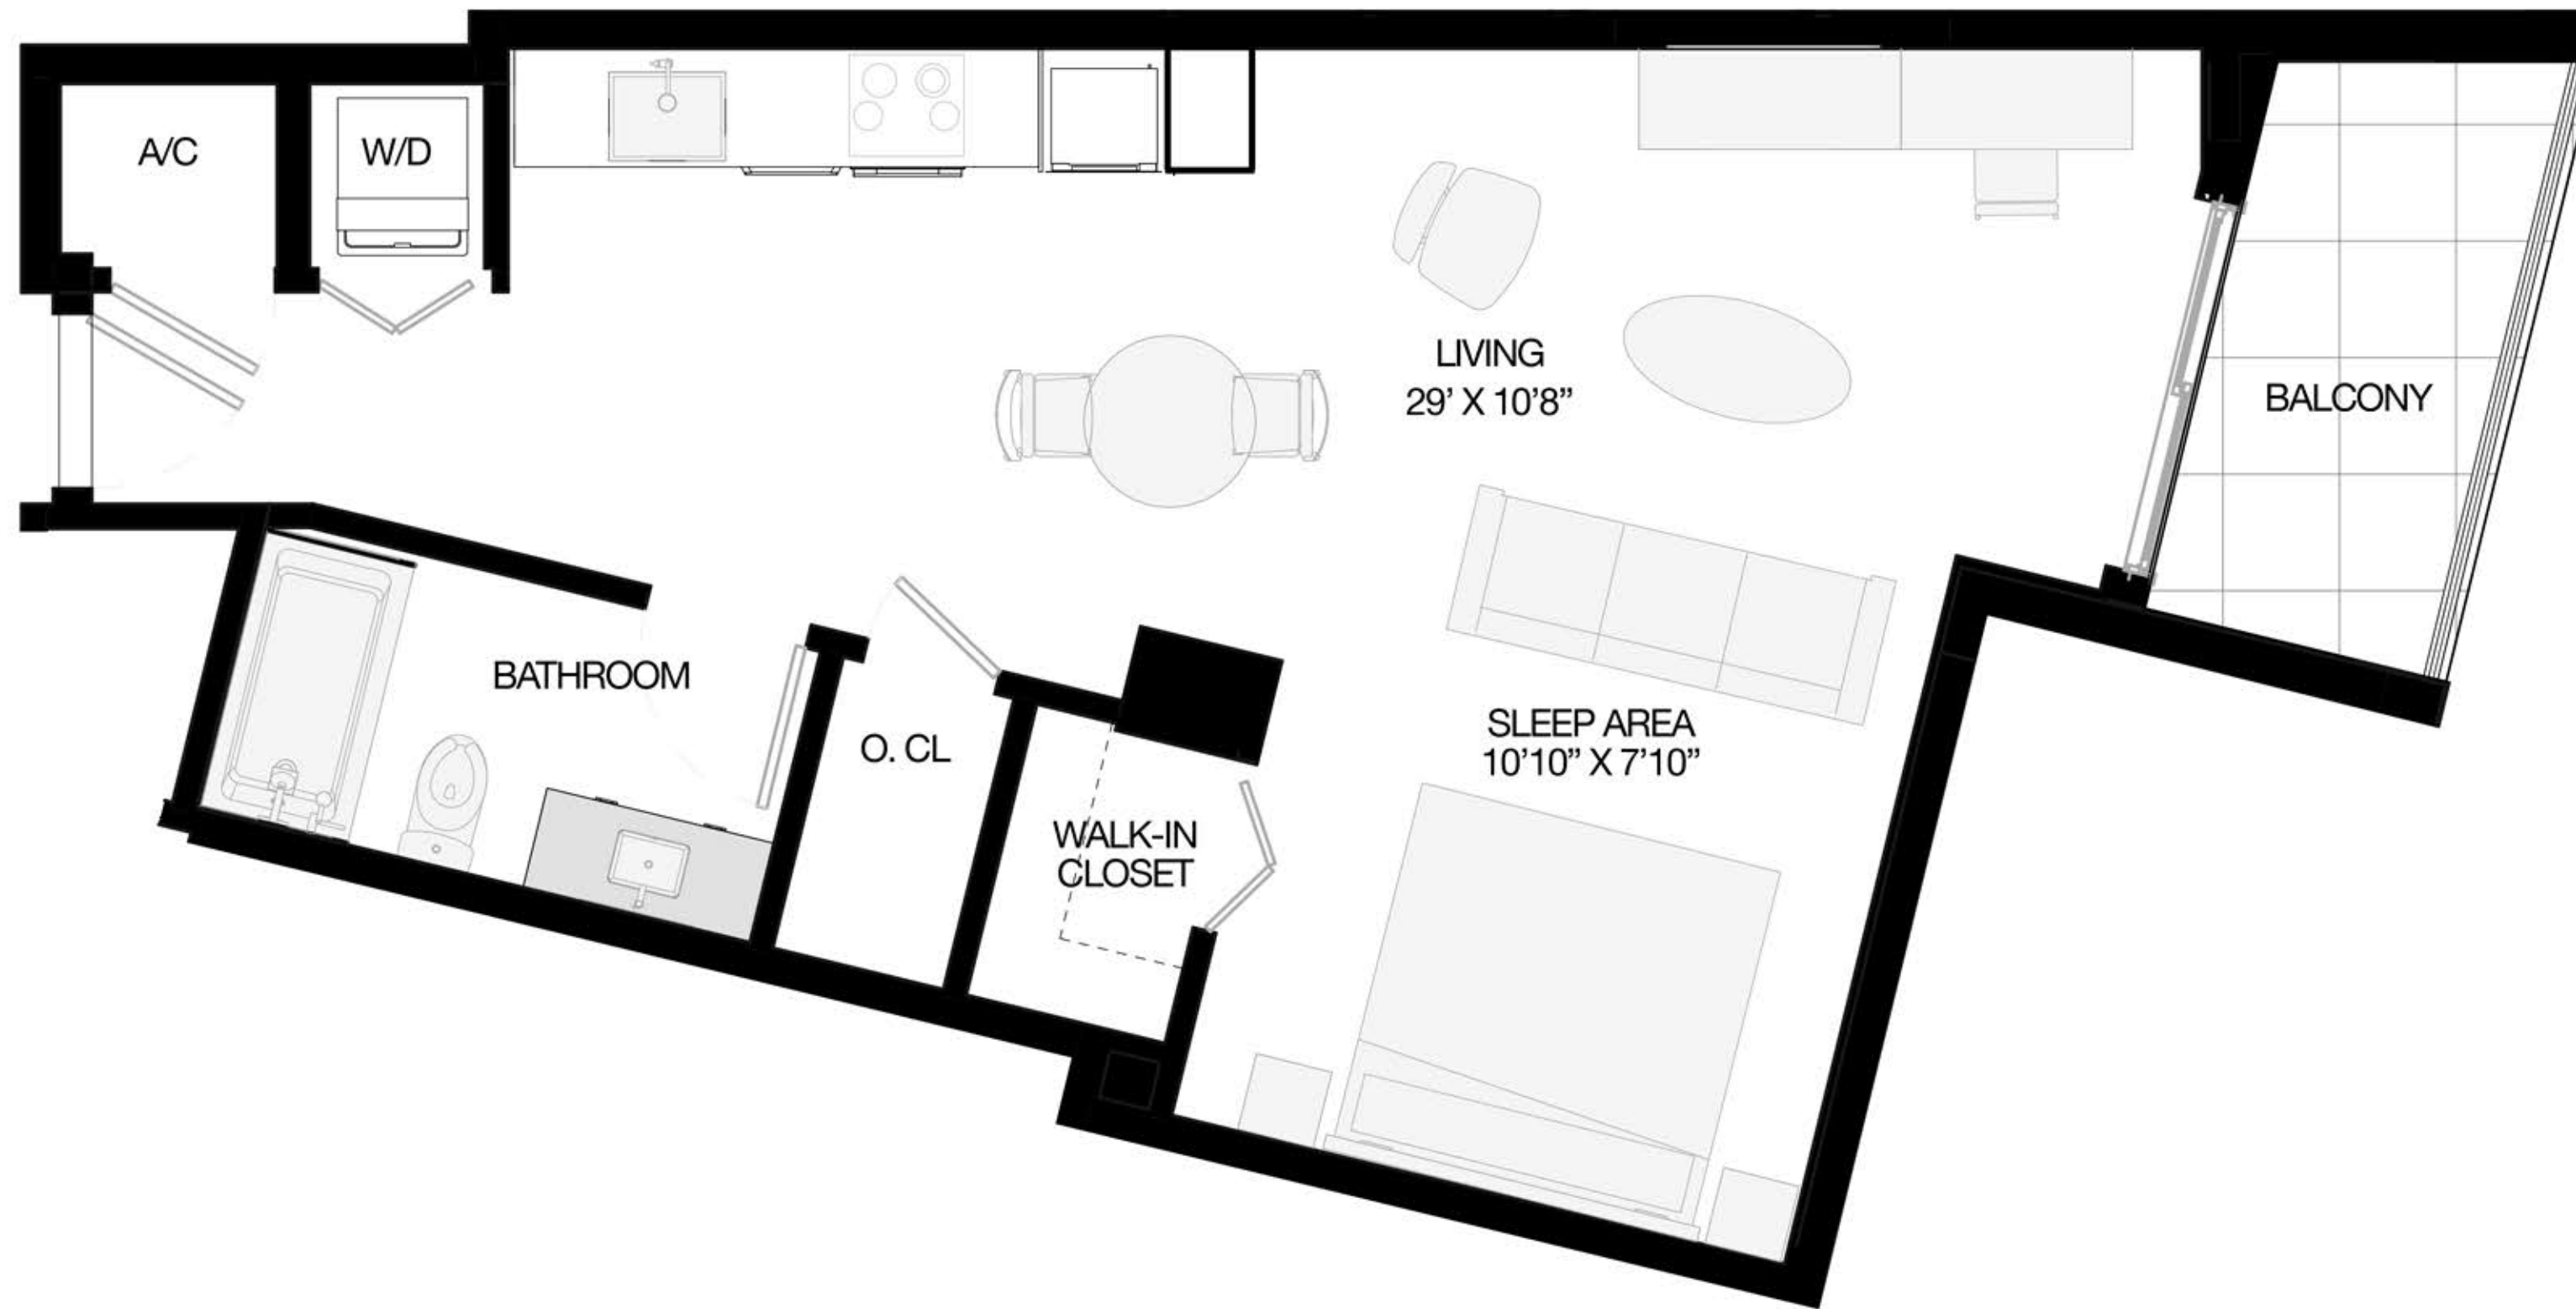 A/C
W/D
LIVING
29’ X 10’8”
BALCONY
BATHROOM
O. CL
SLEEP AREA
10’10” X 7’10”
WALK-IN
CLOSET